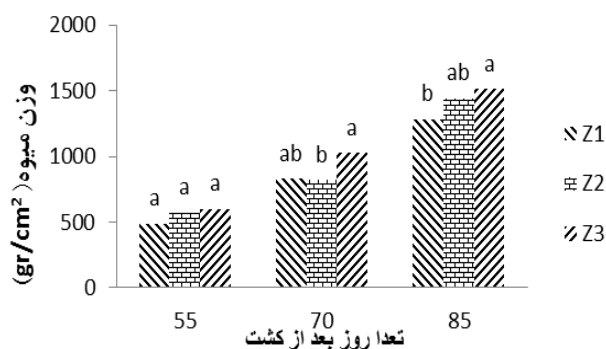 2000
1500
1000
500
0
وزن میوه (gr/cm²)
a
a
a
ab
b
a
b
ab
a
55
70
85
تعدا روز بعد از کشت
Z1
Z2
Z3